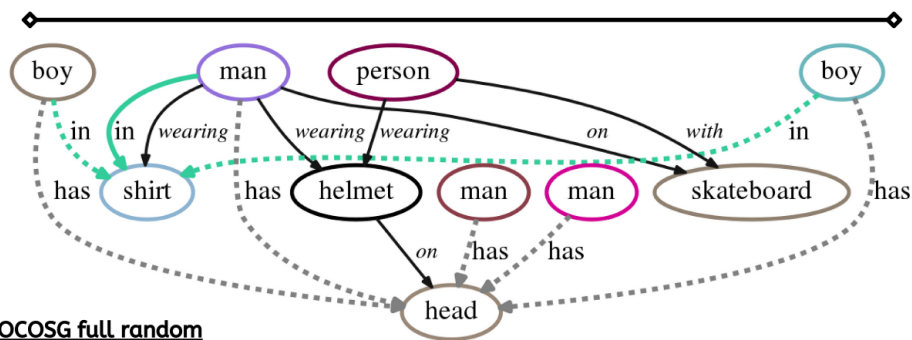 boy man person boy
in in wearing wearing wearing on with in
has shirt has helmet man man skateboard has
on has has
head
OCOSG full random